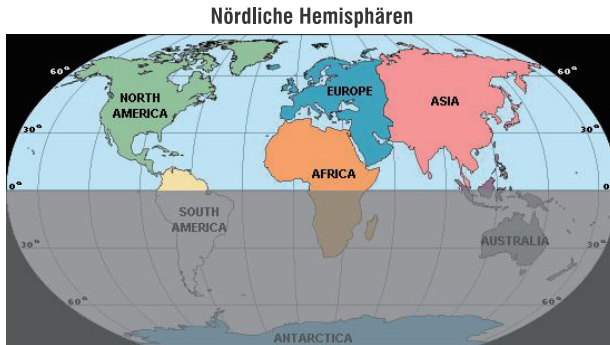 Nördliche Hemisphären
60°
60°
NORTH
AMERICA
EUROPE
ASIA
30°
30°
AFRICA
0°
0
SOUTH
AMERICA
AUSTRALIA
30°
30°
60°
60°
ANTARCTICA